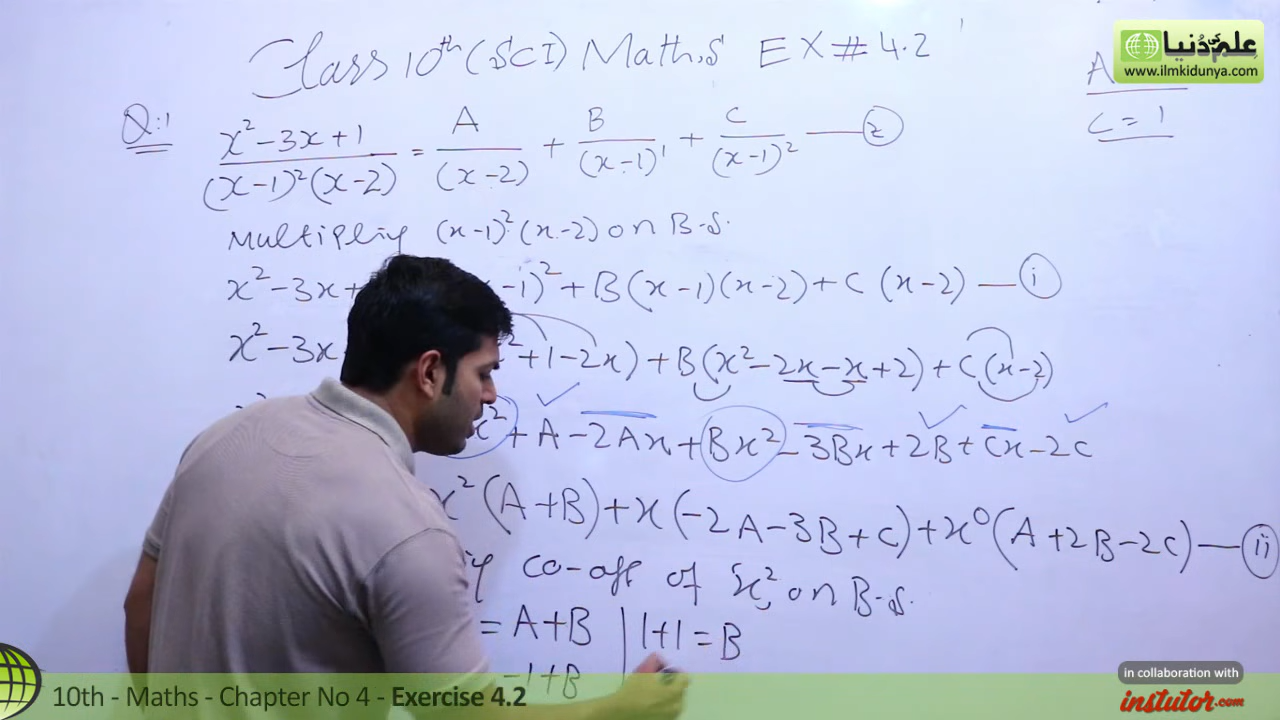 Class 10th (SCI) Maths EX # 4.2
علم کی دُنیا
www.ilmkidunya.com
A
C = 1
Q:1 x² - 3x + 1 / (x-1)²(x-2) = A / (x-2) + B / (x-1)¹ + C / (x-1)² — 2
Multipliy (x-1)² (x-2) on B.S.
x² - 3x + -1)² + B(x-1)(x-2) + C (x-2) — i
x² - 3x ² + 1 - 2x) + B(x² - 2x - x + 2) + C(x-2)
x² + A - 2Ax + Bx² - 3Bx + 2B + Cx - 2C
x² (A+B) + x(-2A - 3B + C) + x⁰(A + 2B - 2C) — ii
co-off of x² on B.S.
= A+B | 1+1 = B
-1+B
10th - Maths - Chapter No 4 - Exercise 4.2
in collaboration with
instutor.com